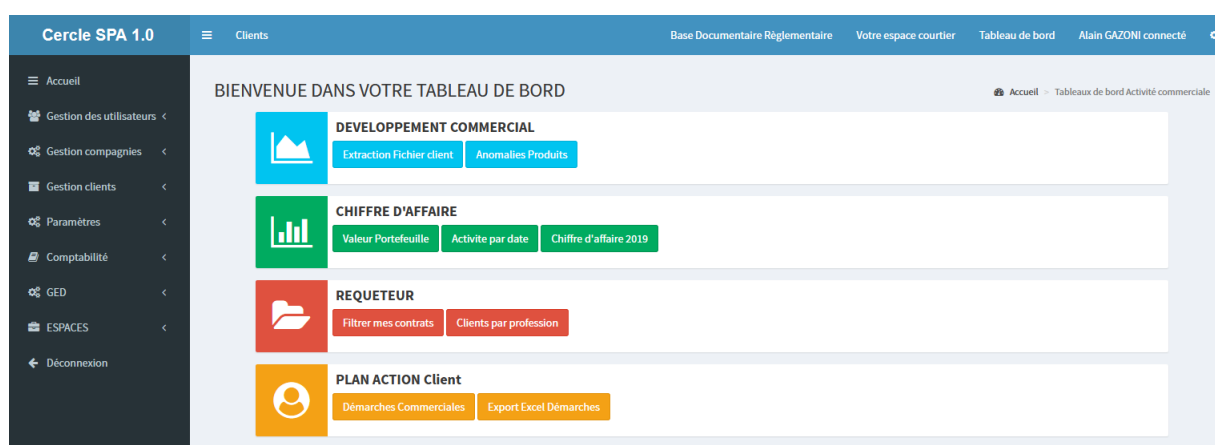 Cercle SPA 1.0
Clients
Base Documentaire Règlementaire
Votre espace courtier
Tableau de bord
Alain GAZONI connecté
Accueil
Gestion des utilisateurs
Gestion compagnies
Gestion clients
Paramètres
Comptabilité
GED
ESPACES
Déconnexion
BIENVENUE DANS VOTRE TABLEAU DE BORD
Accueil > Tableaux de bord Activité commerciale
DEVELOPPEMENT COMMERCIAL
Extraction Fichier client
Anomalies Produits
CHIFFRE D'AFFAIRE
Valeur Portefeuille
Activite par date
Chiffre d'affaire 2019
REQUETEUR
Filtrer mes contrats
Clients par profession
PLAN ACTION Client
Démarches Commerciales
Export Excel Démarches